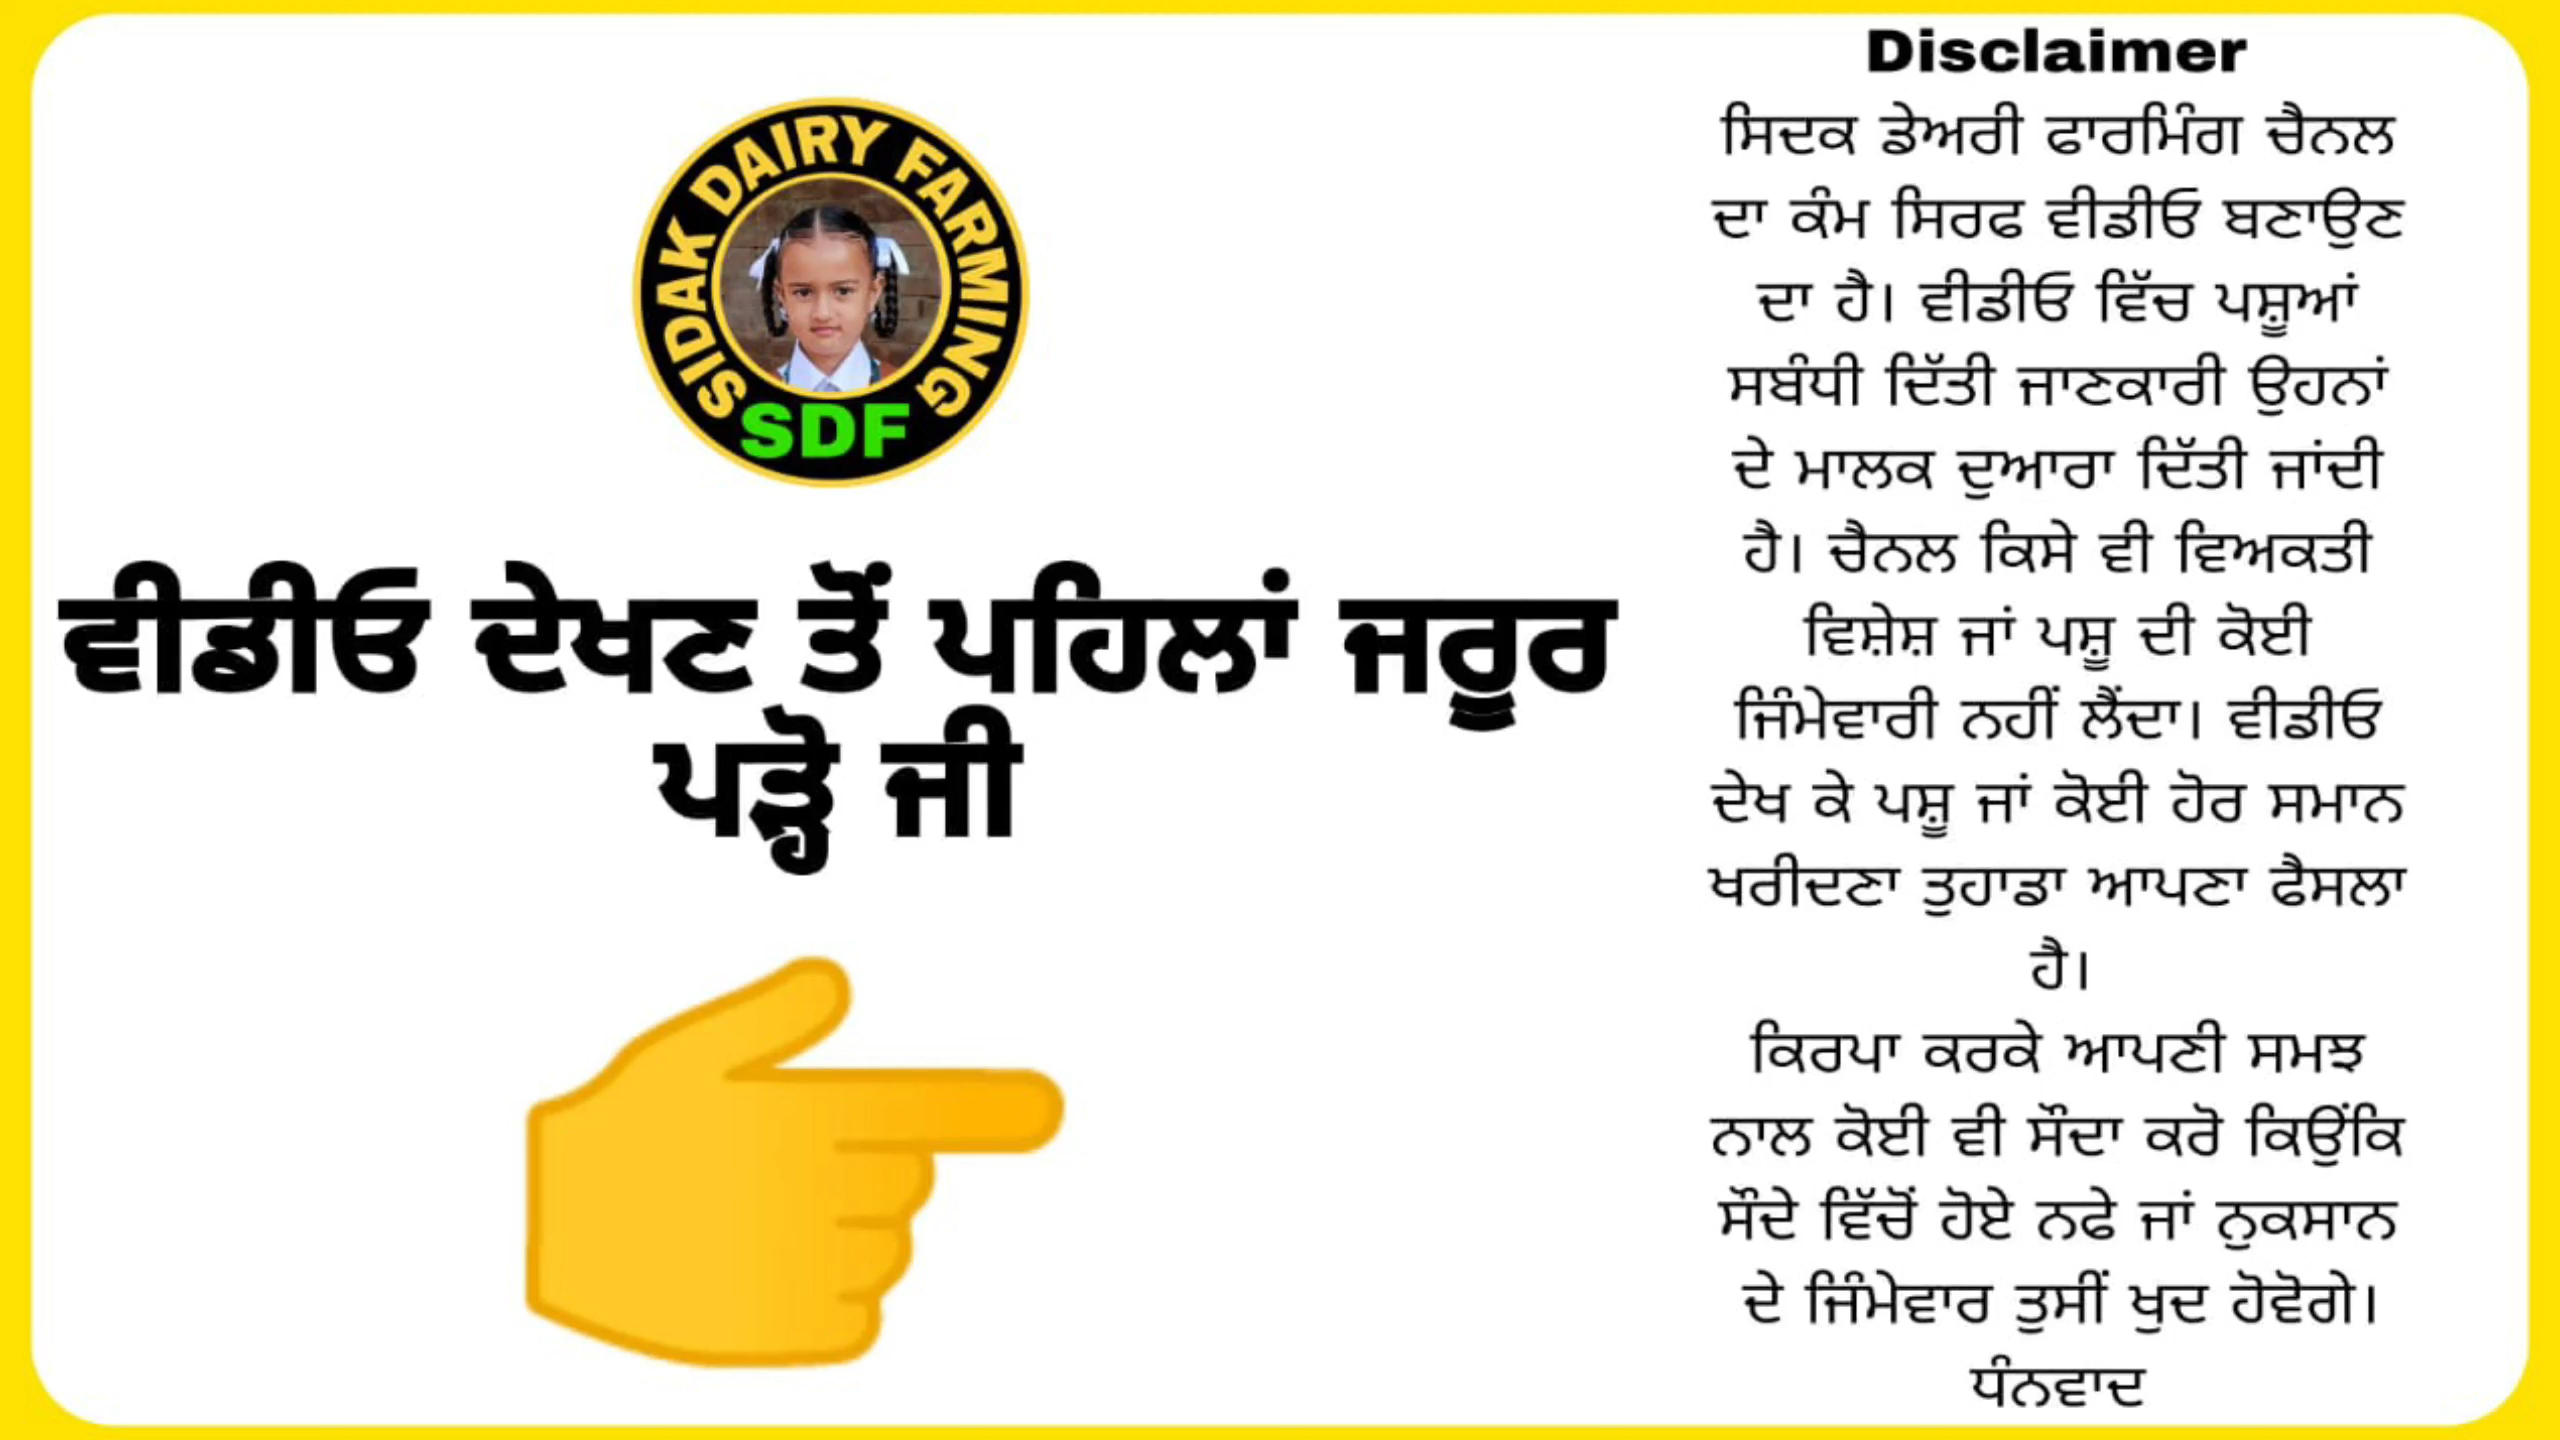 SIDAK DAIRY FARMING
SDF
ਵੀਡੀਓ ਦੇਖਣ ਤੋਂ ਪਹਿਲਾਂ ਜਰੂਰ
ਪੜ੍ਹੋ ਜੀ
Disclaimer
ਸਿਦਕ ਡੇਅਰੀ ਫਾਰਮਿੰਗ ਚੈਨਲ
ਦਾ ਕੰਮ ਸਿਰਫ ਵੀਡੀਓ ਬਣਾਉਣ
ਦਾ ਹੈ। ਵੀਡੀਓ ਵਿੱਚ ਪਸ਼ੂਆਂ
ਸਬੰਧੀ ਦਿੱਤੀ ਜਾਣਕਾਰੀ ਉਹਨਾਂ
ਦੇ ਮਾਲਕ ਦੁਆਰਾ ਦਿੱਤੀ ਜਾਂਦੀ
ਹੈ। ਚੈਨਲ ਕਿਸੇ ਵੀ ਵਿਅਕਤੀ
ਵਿਸ਼ੇਸ਼ ਜਾਂ ਪਸ਼ੂ ਦੀ ਕੋਈ
ਜਿੰਮੇਵਾਰੀ ਨਹੀਂ ਲੈਂਦਾ। ਵੀਡੀਓ
ਦੇਖ ਕੇ ਪਸ਼ੂ ਜਾਂ ਕੋਈ ਹੋਰ ਸਮਾਨ
ਖਰੀਦਣਾ ਤੁਹਾਡਾ ਆਪਣਾ ਫੈਸਲਾ
ਹੈ।
ਕਿਰਪਾ ਕਰਕੇ ਆਪਣੀ ਸਮਝ
ਨਾਲ ਕੋਈ ਵੀ ਸੌਦਾ ਕਰੋ ਕਿਉਂਕਿ
ਸੌਦੇ ਵਿੱਚੋਂ ਹੋਏ ਨਫੇ ਜਾਂ ਨੁਕਸਾਨ
ਦੇ ਜਿੰਮੇਵਾਰ ਤੁਸੀਂ ਖੁਦ ਹੋਵੋਗੇ।
ਧੰਨਵਾਦ